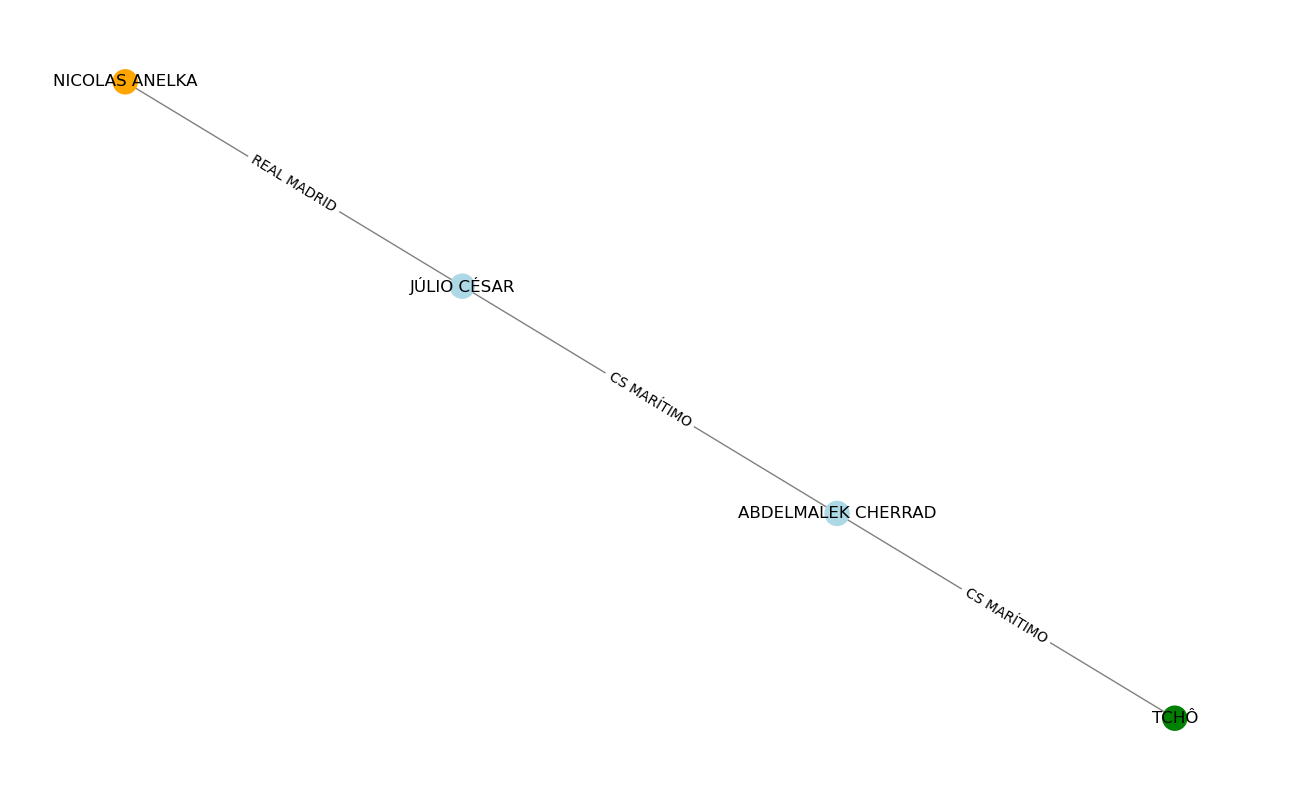 NICOLAS ANELKA
REAL MADRID
JÚLIO CÉSAR
CS MARÍTIMO
ABDELMALEK CHERRAD
CS MARÍTIMO
TCHÔ